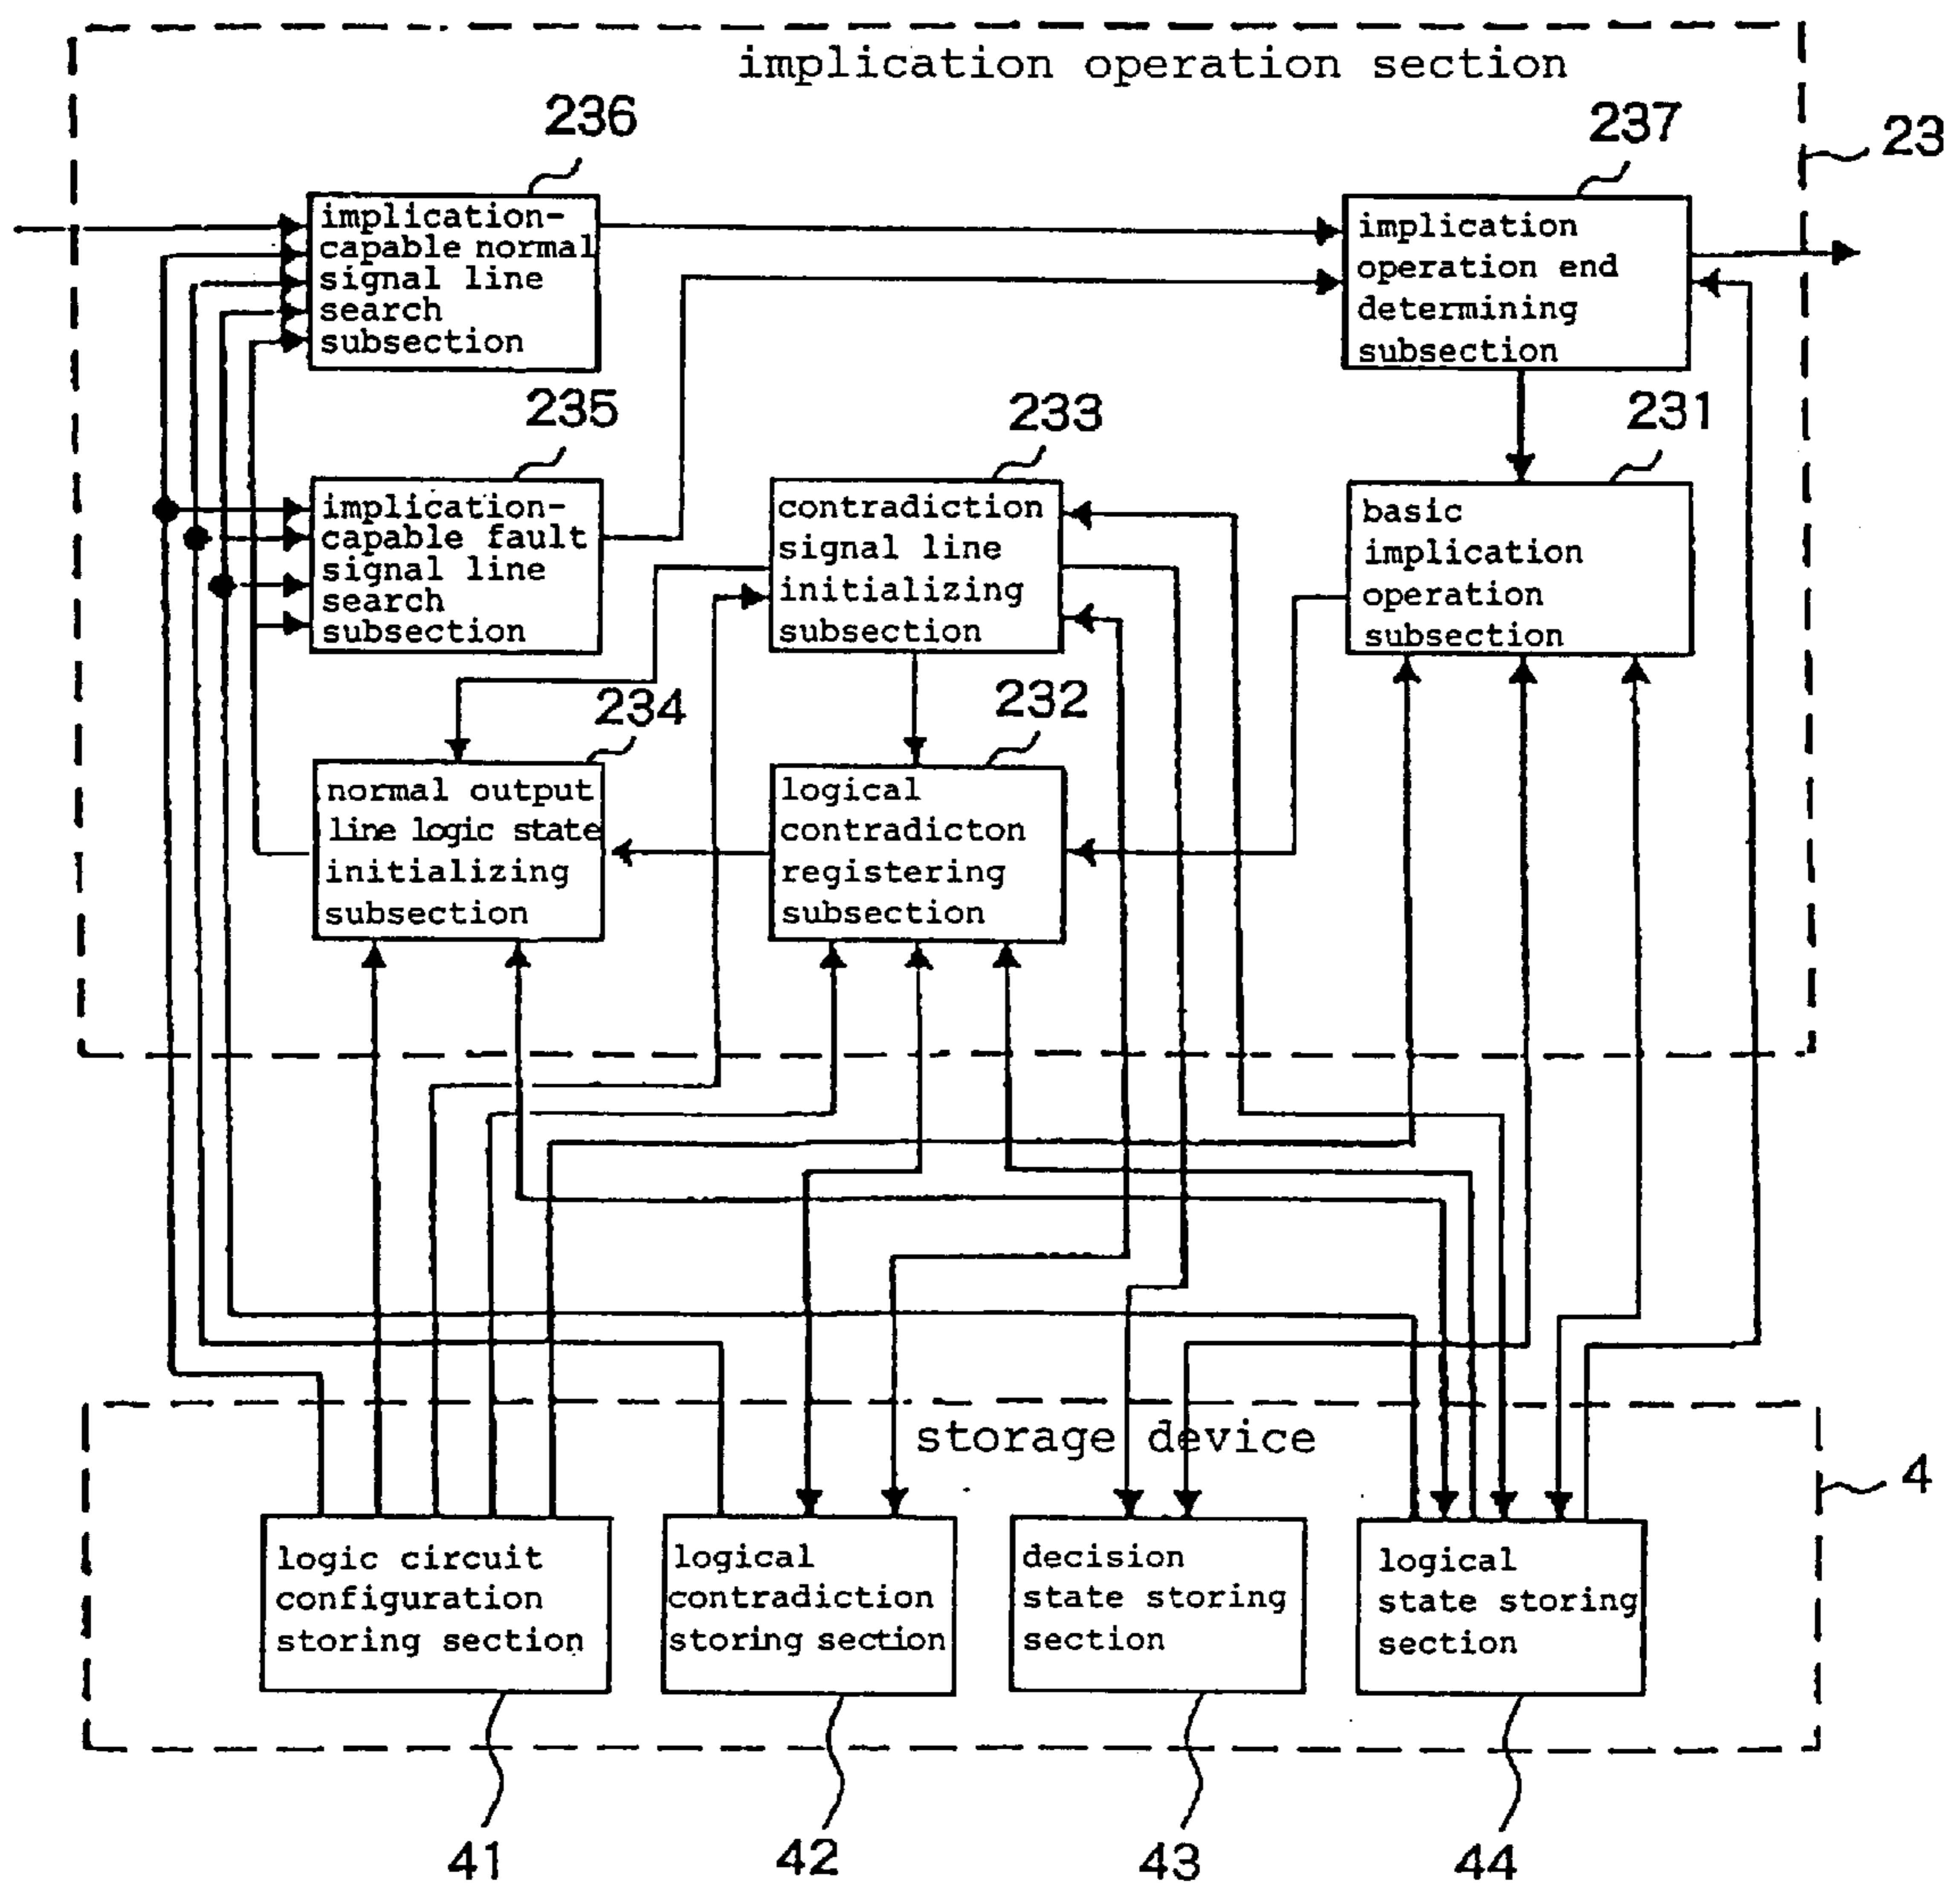 implication operation section
236
237
23
implication-
capable normal
signal line
search
subsection
implication
operation end
determining
subsection
235
233
231
implication-
capable fault
signal line
search
subsection
contradiction
signal line
initializing
subsection
basic
implication
operation
subsection
234
232
normal output
line logic state
initializing
subsection
logical
contradicton
registering
subsection
storage device
4
logic circuit
configuration
storing section
logical
contradiction
storing section
decision
state storing
section
logical
state storing
section
41
42
43
44